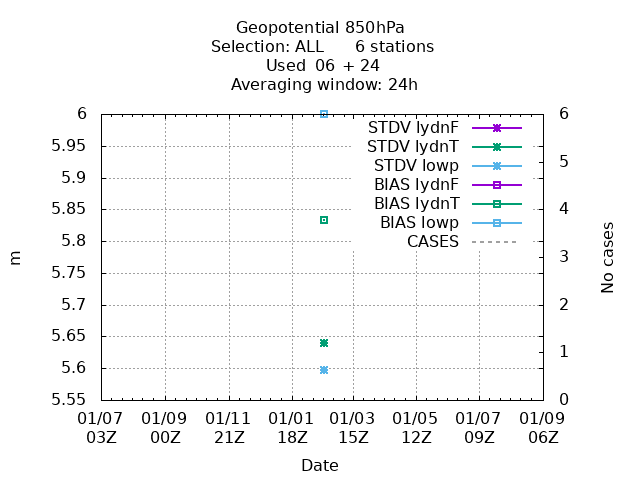 Geopotential 850hPa
Selection: ALL 6 stations
Used 06 + 24
Averaging window: 24h
6
5.95
5.9
5.85
5.8
5.75
5.7
5.65
5.6
5.55
m
STDV lydnF
STDV lydnT
STDV lowp
BIAS lydnF
BIAS lydnT
BIAS lowp
CASES
6
5
4
3
2
1
0
No cases
01/07 01/09 01/11 01/01 01/03 01/05 01/07 01/09
03Z 00Z 21Z 18Z 15Z 12Z 09Z 06Z
Date